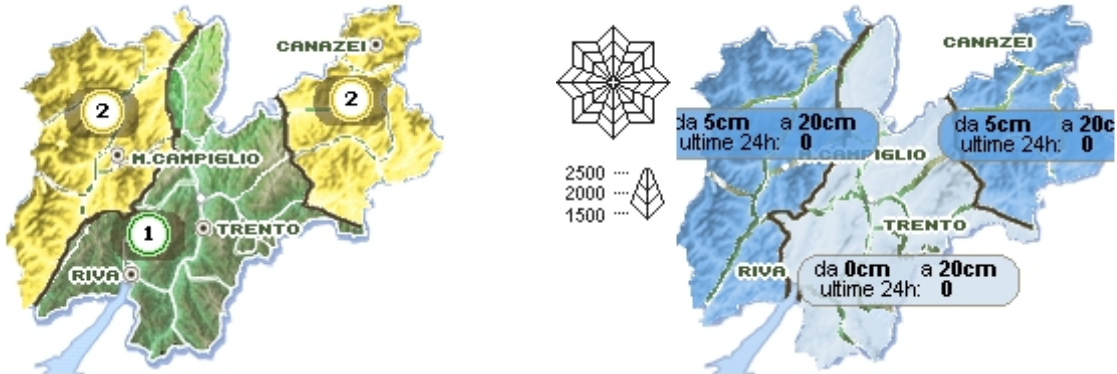 CANAZEI
2
2
M.CAMPIGLIO
1
TRENTO
RIVA
2500
2000
1500
CANAZEI
da 5cm a 20cm
ultime 24h: 0
da 5cm a 20c
ultime 24h: 0
M.CAMPIGLIO
TRENTO
RIVA
da 0cm a 20cm
ultime 24h: 0